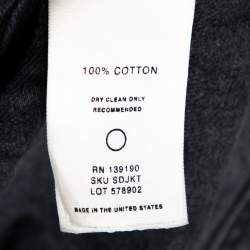 100% COTTON
DRY CLEAN ONLY
RECOMMENDED
RN 139190
SKU SDJKT
LOT 578902
MADE IN THE UNITED STATES